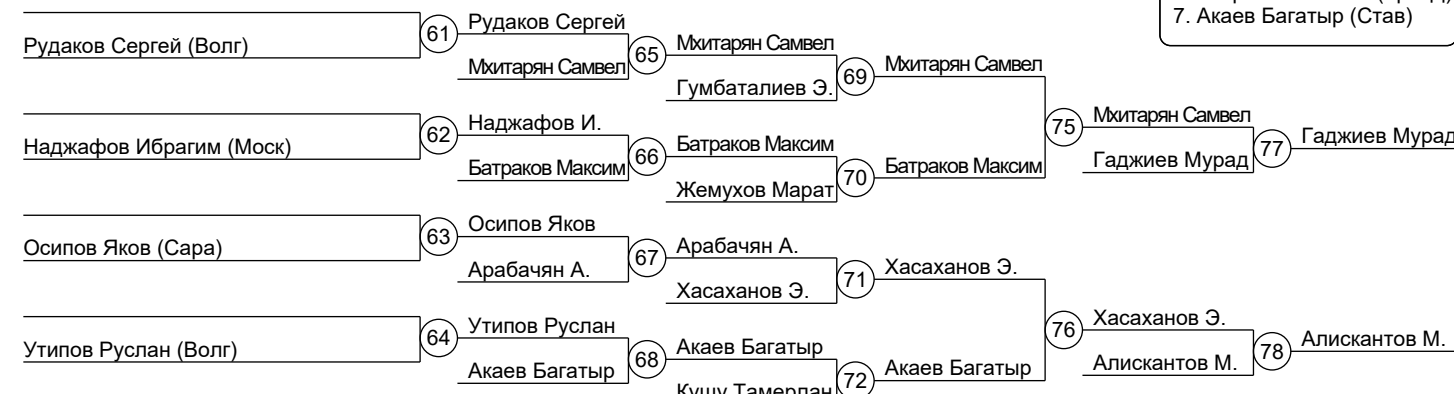 7. Акаев Багатыр (Став)
61
Рудаков Сергей
Рудаков Сергей (Волг)
65
Мхитарян Самвел
Мхитарян Самвел
69
Мхитарян Самвел
Гумбаталиев Э.
75
Мхитарян Самвел
62
Наджафов И.
77
Гаджиев Мурад
Наджафов Ибрагим (Моск)
66
Батраков Максим
Гаджиев Мурад
Батраков Максим
70
Батраков Максим
Жемухов Марат
63
Осипов Яков
Осипов Яков (Сара)
67
Арабачян А.
Арабачян А.
71
Хасаханов Э.
Хасаханов Э.
76
Хасаханов Э.
64
Утипов Руслан
78
Алискантов М.
Утипов Руслан (Волг)
68
Акаев Багатыр
Алискантов М.
Акаев Багатыр
72
Акаев Багатыр
Кушу Тамерлан